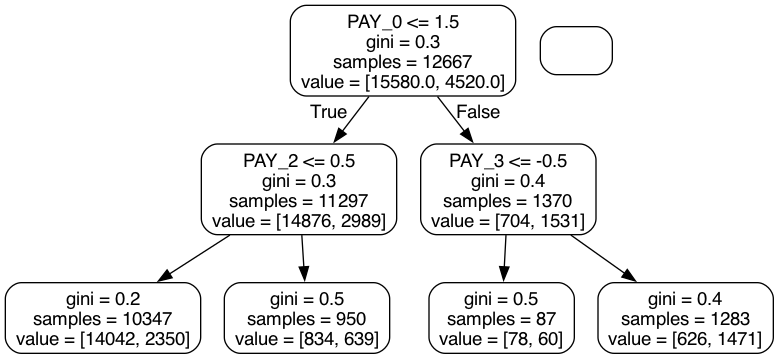 PAY_0 <= 1.5
gini = 0.3
samples = 12667
value = [15580.0, 4520.0]
True
False
PAY_2 <= 0.5
gini = 0.3
samples = 11297
value = [14876, 2989]
PAY_3 <= -0.5
gini = 0.4
samples = 1370
value = [704, 1531]
gini = 0.2
samples = 10347
value = [14042, 2350]
gini = 0.5
samples = 950
value = [834, 639]
gini = 0.5
samples = 87
value = [78, 60]
gini = 0.4
samples = 1283
value = [626, 1471]